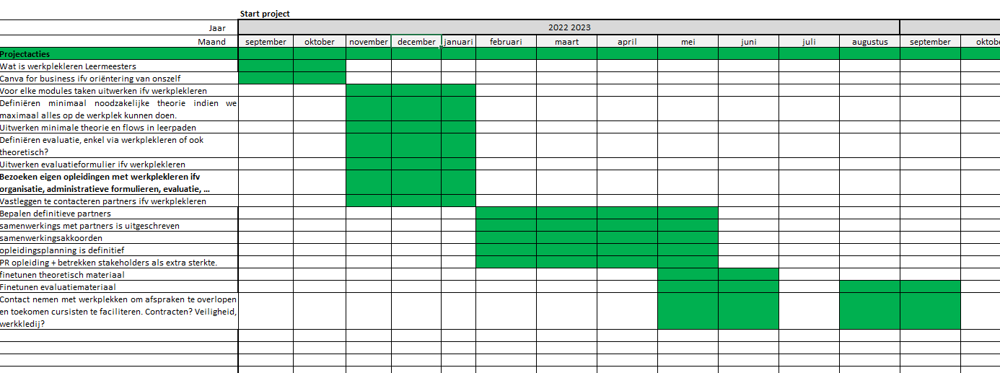 Start project
Jaar 2022 2023
Maand september oktober november december januari februari maart april mei juni juli augustus september oktobe
Projectacties
Wat is werkplekleren Leermeesters
Canva for business ifv oriëntering van onszelf
Voor elke modules taken uitwerken ifv werkplekleren
Definiëren minimaal noodzakelijke theorie indien we
maximaal alles op de werkplek kunnen doen.
Uitwerken minimale theorie en flows in leerpaden
Definiëren evaluatie, enkel via werkplekleren of ook
theoretisch?
Uitwerken evaluatieformulier ifv werkplekleren
Bezoeken eigen opleidingen met werkplekleren ifv
organisatie, administratieve formulieren, evaluatie, ...
Vastleggen te contacteren partners ifv werkplekleren
Bepalen definitieve partners
samenwerkings met partners is uitgeschreven
samenwerkingsakkoorden
opleidingsplanning is definitief
PR opleiding + betrekken stakeholders als extra sterkte.
finetunen theoretisch materiaal
Finetunen evaluatiemateriaal
Contact nemen met werkplekken om afspraken te overlopen
en toekomen cursisten te faciliteren. Contracten? Veiligheid,
werkkledij?